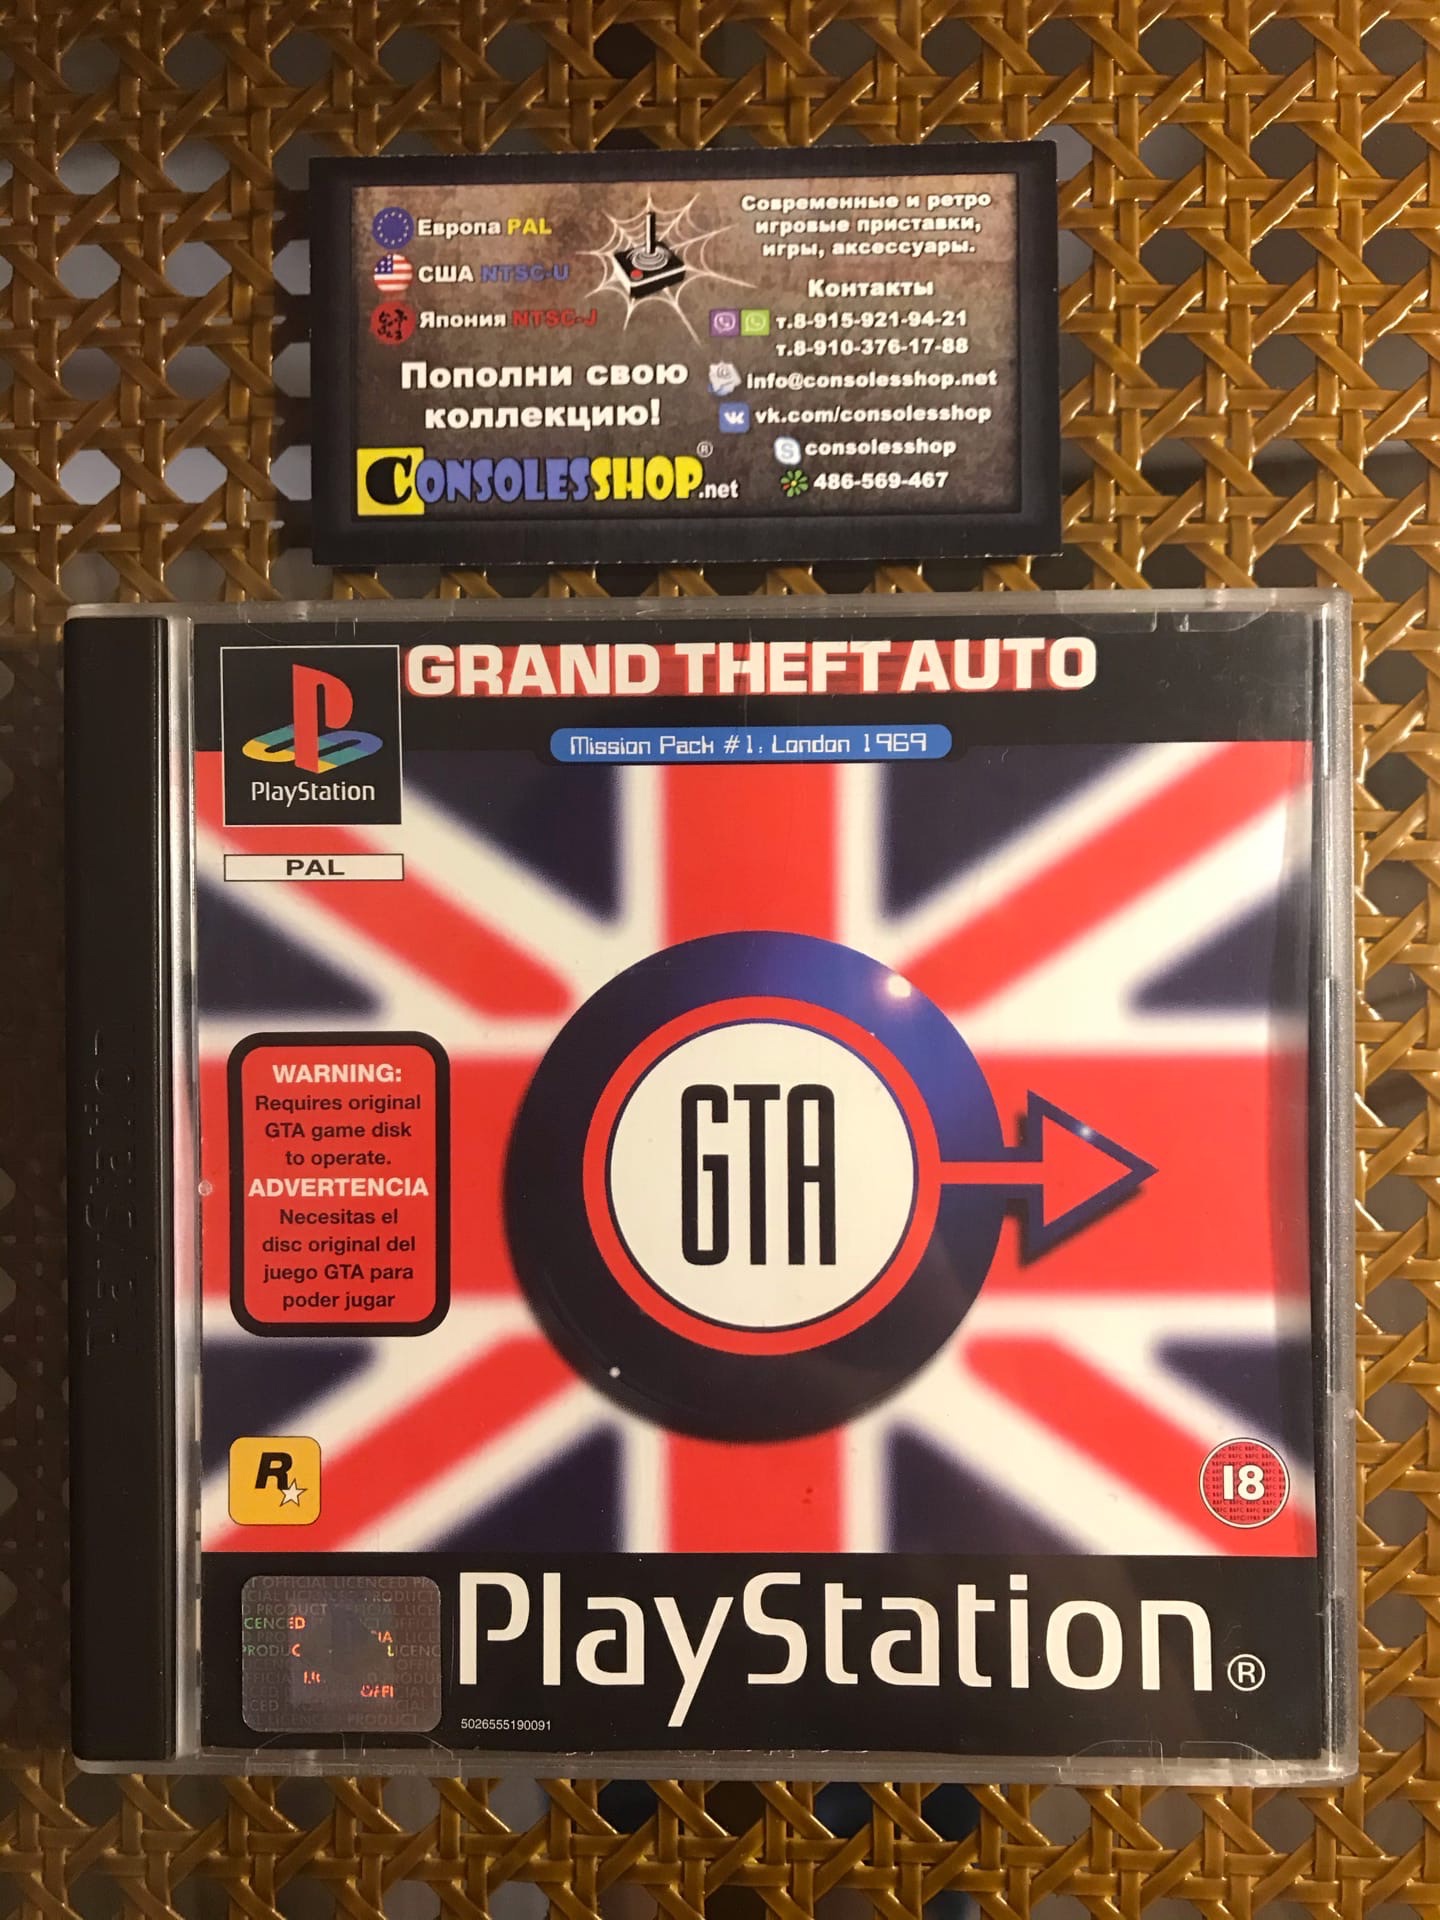 Европа PAL
США NTSC-U
Япония NTSC-J
Пополни свою
коллекцию!
CONSOLESSHOP.net
®
Современные и ретро
игровые приставки,
игры, аксессуары.
Контакты
т.8-915-921-94-21
т.8-910-376-17-88
info@consolesshop.net
vk.com/consolesshop
consolesshop
486-569-467
GRAND THEFT AUTO
Mission Pack #1: London 1969
PlayStation
PAL
WARNING:
Requires original
GTA game disk
to operate.
ADVERTENCIA
Necesitas el
disc original del
juego GTA para
poder jugar
GTA
R
18
PlayStation®
5026555190091
PlayStation